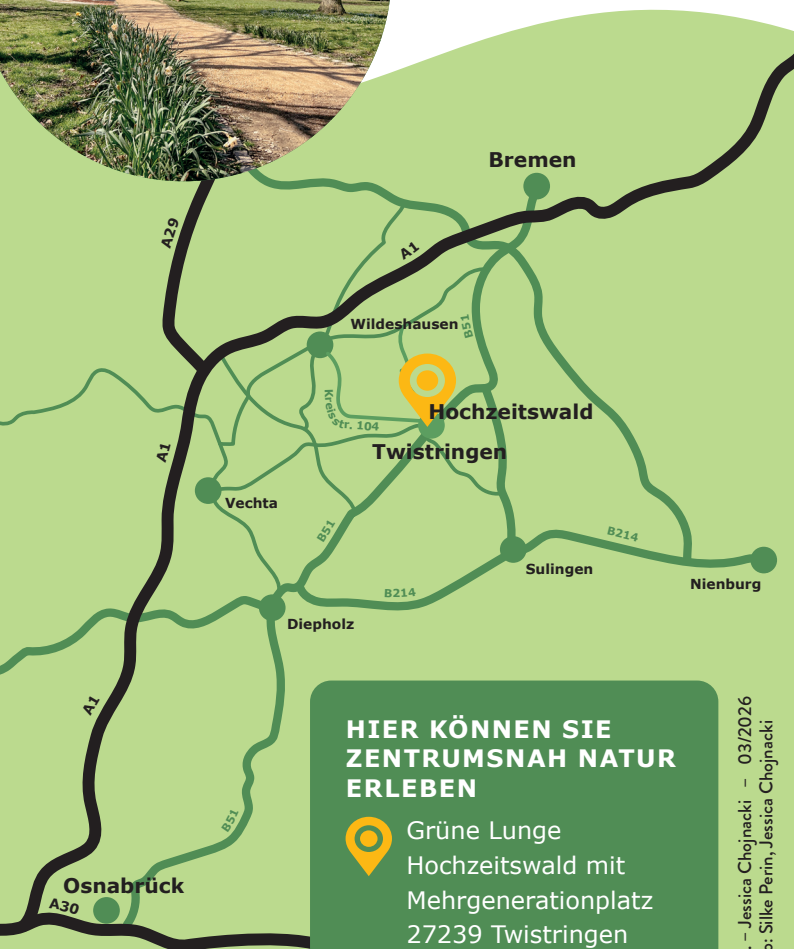 Bremen
A29
A1
Wildeshausen
B51
Hochzeitswald
Kreisstr. 104
Twistringen
A1
Vechta
B51
B214
Sulingen
Nienburg
B214
Diepholz
A1
B51
Osnabrück
A30
HIER KÖNNEN SIE
ZENTRUMSNAH NATUR
ERLEBEN
Grüne Lunge
Hochzeitswald mit
Mehrgenerationplatz
27239 Twistringen
. – Jessica Chojnacki – 03/2026
: Silke Perin, Jessica Chojnacki